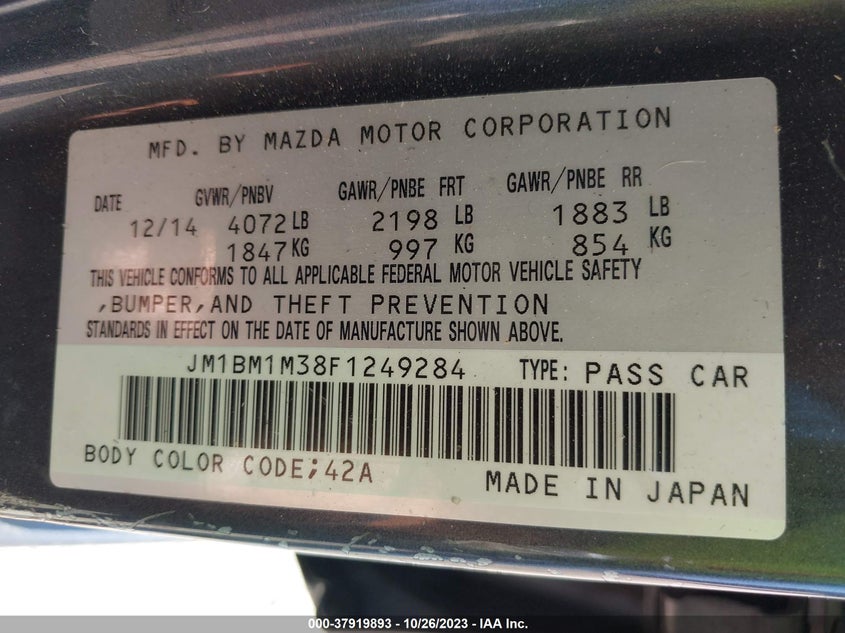 MFD. BY MAZDA MOTOR CORPORATION
DATE GVWR/PNBV GAWR/PNBE FRT GAWR/PNBE RR
12/14 4072 LB 2198 LB 1883 LB
1847 KG 997 KG 854 KG
THIS VEHICLE CONFORMS TO ALL APPLICABLE FEDERAL MOTOR VEHICLE SAFETY
,BUMPER,AND THEFT PREVENTION
STANDARDS IN EFFECT ON THE DATE OF MANUFACTURE SHOWN ABOVE.
JM1BM1M38F1249284 TYPE: PASS CAR
BODY COLOR CODE;42A
MADE IN JAPAN
000-37919893 - 10/26/2023 - IAA Inc.